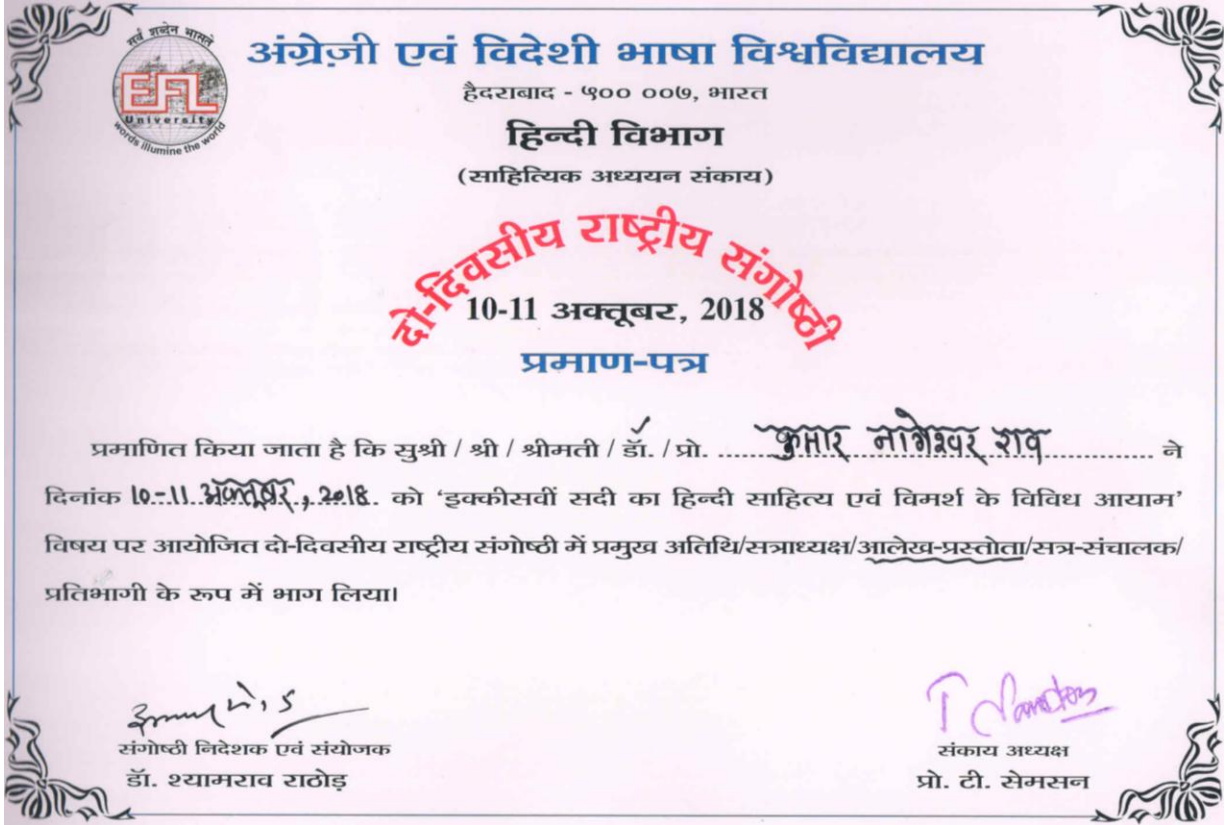 सर्व शब्देन भासते
EFL
University
words illumine the world
अंग्रेज़ी एवं विदेशी भाषा विश्वविद्यालय
हैदराबाद - ५०० ००७, भारत
हिन्दी विभाग
(साहित्यिक अध्ययन संकाय)
दो-दिवसीय राष्ट्रीय संगोष्ठी
10-11 अक्तूबर, 2018
प्रमाण-पत्र
प्रमाणित किया जाता है कि सुश्री / श्री / श्रीमती / डॉ. / प्रो. कुमार नागेश्वर राव ने
दिनांक 10-11 अक्तूबर, 2018 को 'इक्कीसवीं सदी का हिन्दी साहित्य एवं विमर्श के विविध आयाम'
विषय पर आयोजित दो-दिवसीय राष्ट्रीय संगोष्ठी में प्रमुख अतिथि/सत्राध्यक्ष/आलेख-प्रस्तोता/सत्र-संचालक/
प्रतिभागी के रूप में भाग लिया।
संगोष्ठी निदेशक एवं संयोजक
डॉ. श्यामराव राठोड़
संकाय अध्यक्ष
प्रो. टी. सेमसन